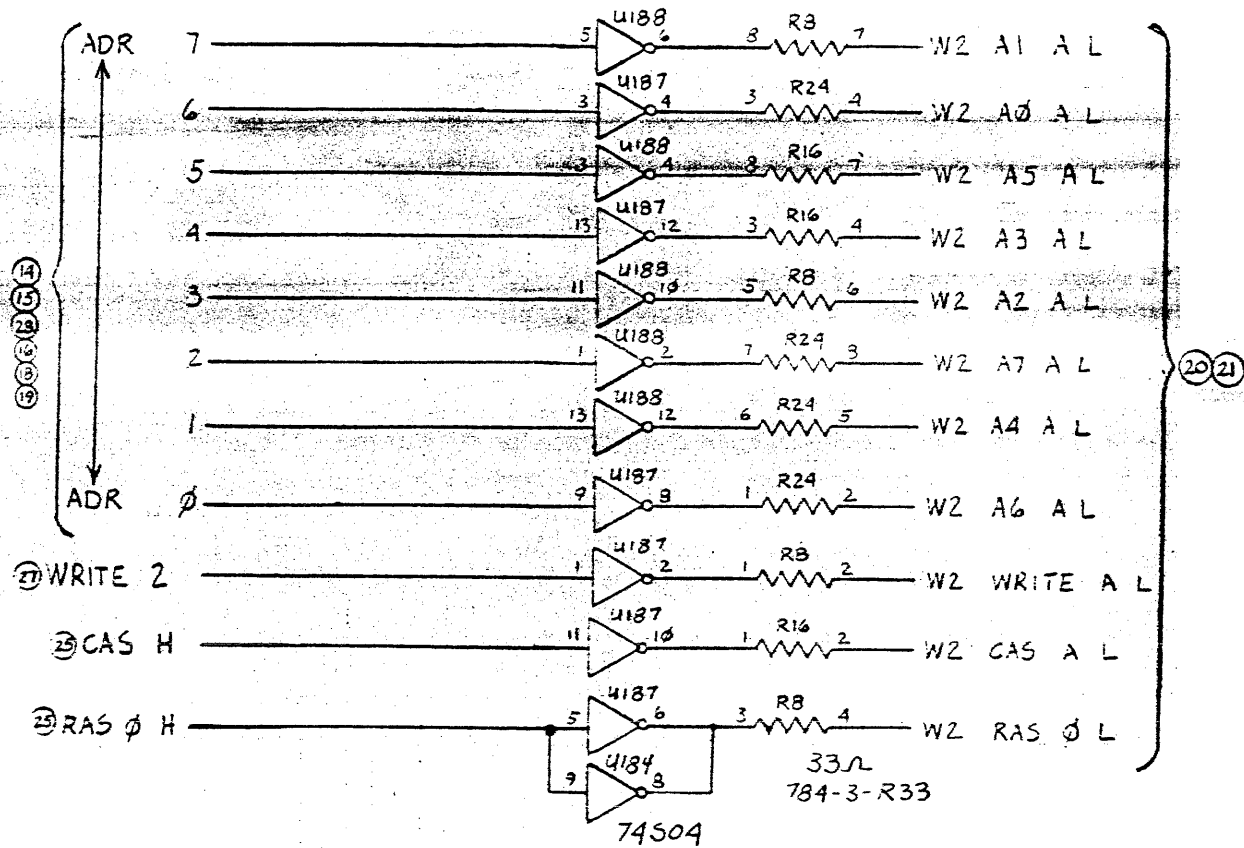 ADR 7 5 U188 6 8 R8 7 W2 A1 A L
6 3 U187 4 3 R24 4 W2 AØ A L
5 3 U188 4 8 R16 7 W2 A5 A L
4 13 U187 12 3 R16 4 W2 A3 A L
3 11 U188 1Ø 5 R8 6 W2 A2 A L
2 1 U188 2 7 R24 8 W2 A7 A L
1 13 U188 12 6 R24 5 W2 A4 A L
ADR Ø 9 U187 8 1 R24 2 W2 A6 A L
14
15
28
16
18
19
20 21
27 WRITE 2 1 U187 2 1 R8 2 W2 WRITE A L
25 CAS H 11 U187 1Ø 1 R16 2 W2 CAS A L
25 RAS Ø H 5 U187 6 3 R8 4 W2 RAS Ø L
9 U184 8
33Ω
784-3-R33
74S04